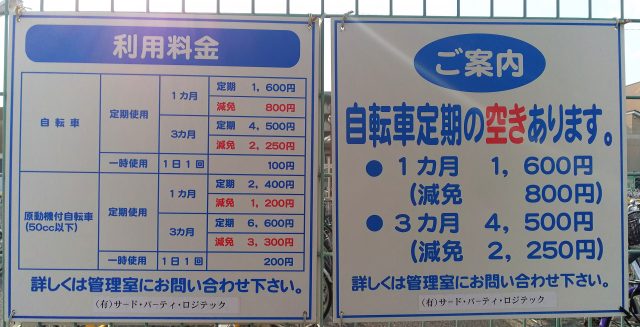 利用料金
自転車 定期使用 1カ月 定期 1,600円
減免 800円
3カ月 定期 4,500円
減免 2,250円
一時使用 1日1回 100円
原動機付自転車 (50cc以下) 定期使用 1カ月 定期 2,400円
減免 1,200円
3カ月 定期 6,600円
減免 3,300円
一時使用 1日1回 200円
詳しくは管理室にお問い合わせ下さい。
(有)サード・パーティ・ロジテック
ご案内
自転車定期の空きあります。
●1カ月 1,600円
(減免 800円)
●3カ月 4,500円
(減免 2,250円)
詳しくは管理室にお問い合わせ下さい。
(有)サード・パーティ・ロジテック